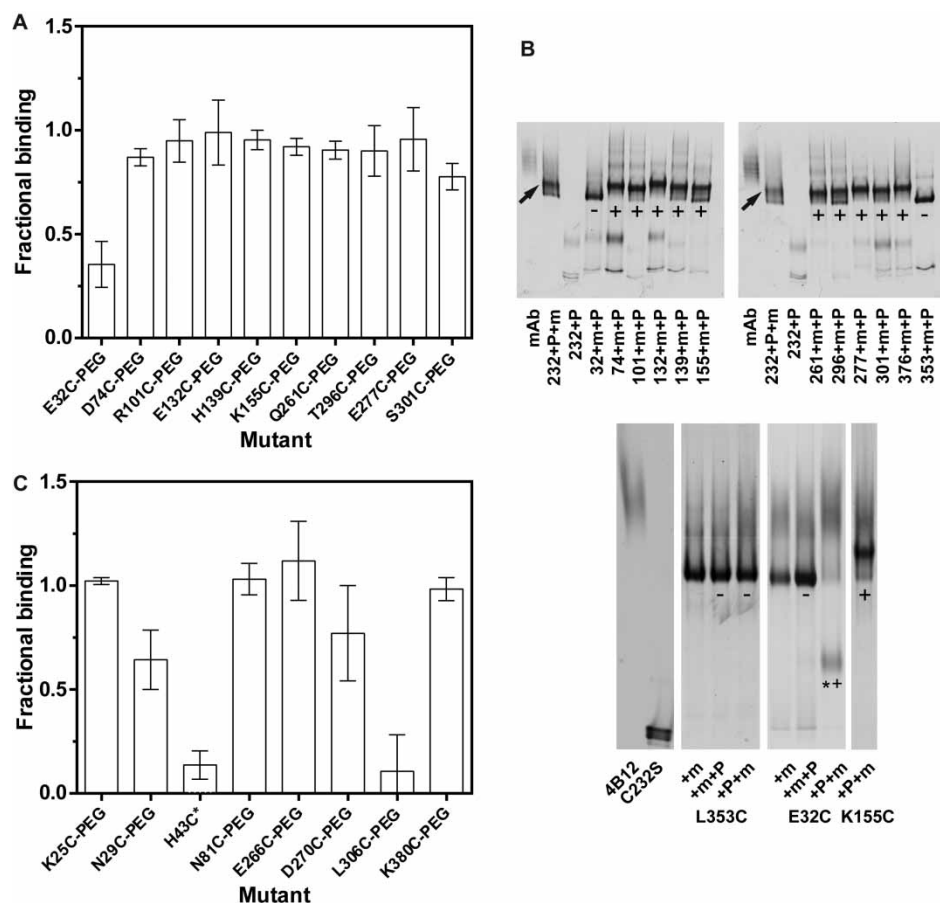 A
Fractional binding
1.5
1.0
0.5
0.0
E32C-PEG
D74C-PEG
R101C-PEG
E132C-PEG
H139C-PEG
K155C-PEG
Q261C-PEG
T296C-PEG
E277C-PEG
S301C-PEG
Mutant
B
- + + + + +
+ + + + + -
mAb
232+P+m
232+P
32+m+P
74+m+P
101+m+P
132+m+P
139+m+P
155+m+P
mAb
232+P+m
232+P
261+m+P
296+m+P
277+m+P
301+m+P
376+m+P
353+m+P
- - - *+ +
4B12
C232S
+m
+m+P
+P+m
L353C
+m
+m+P
+P+m
E32C
+P+m
K155C
C
Fractional binding
1.5
1.0
0.5
0.0
K25C-PEG
N29C-PEG
H43C*
N81C-PEG
E266C-PEG
D270C-PEG
L306C-PEG
K380C-PEG
Mutant